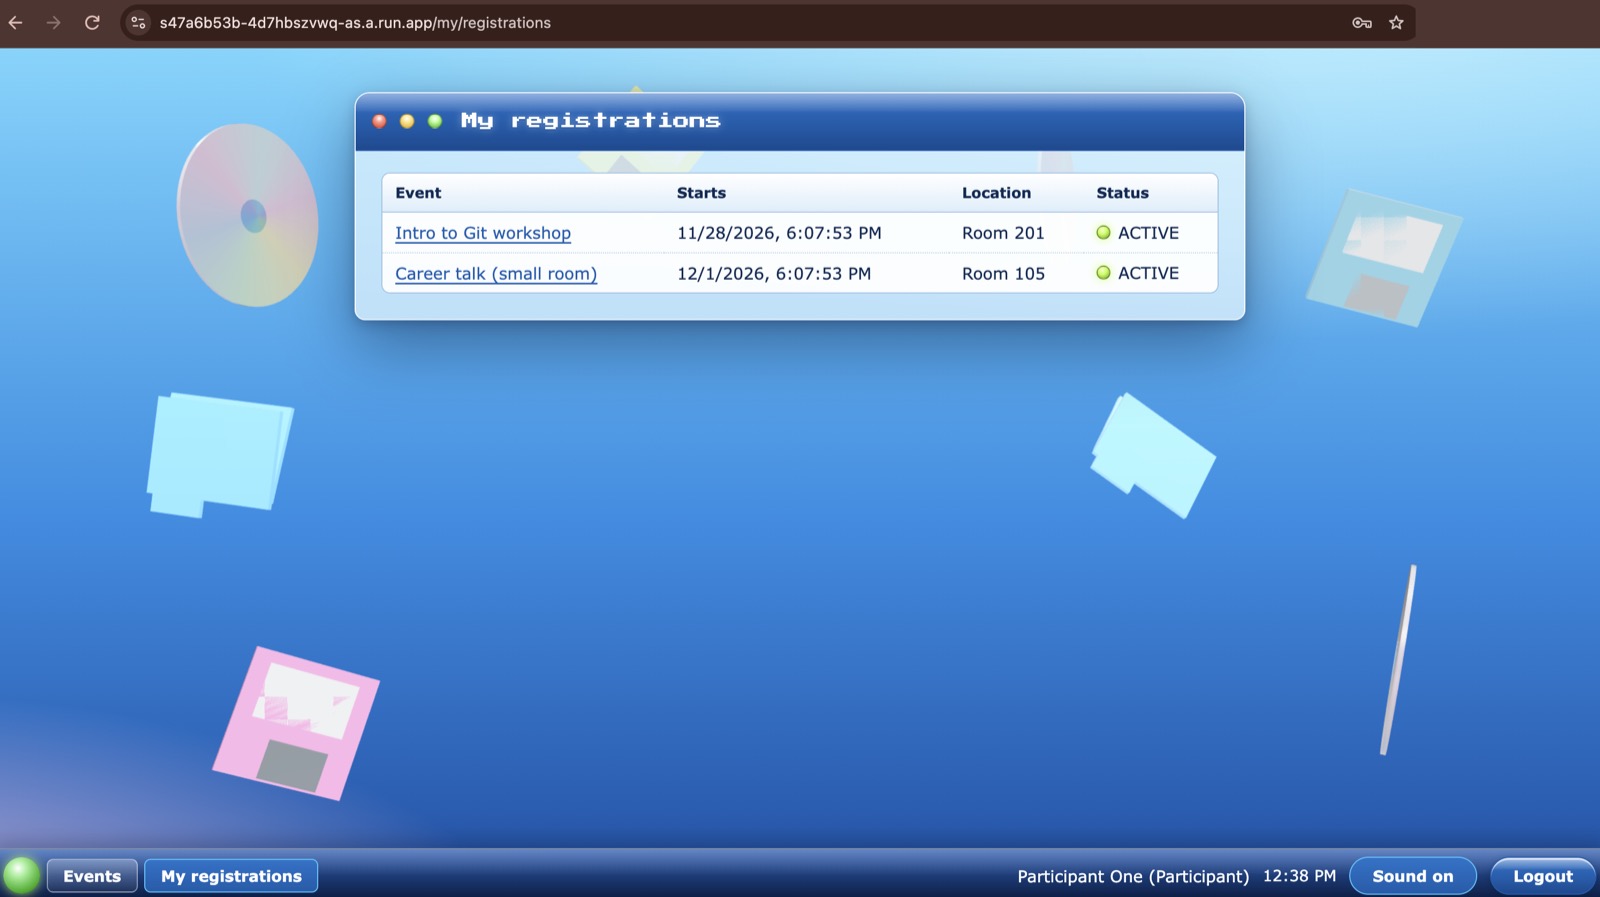 s47a6b53b-4d7hbszvwq-as.a.run.app/my/registrations
My registrations
Event Starts Location Status
Intro to Git workshop 11/28/2026, 6:07:53 PM Room 201 ACTIVE
Career talk (small room) 12/1/2026, 6:07:53 PM Room 105 ACTIVE
Events My registrations Participant One (Participant) 12:38 PM Sound on Logout